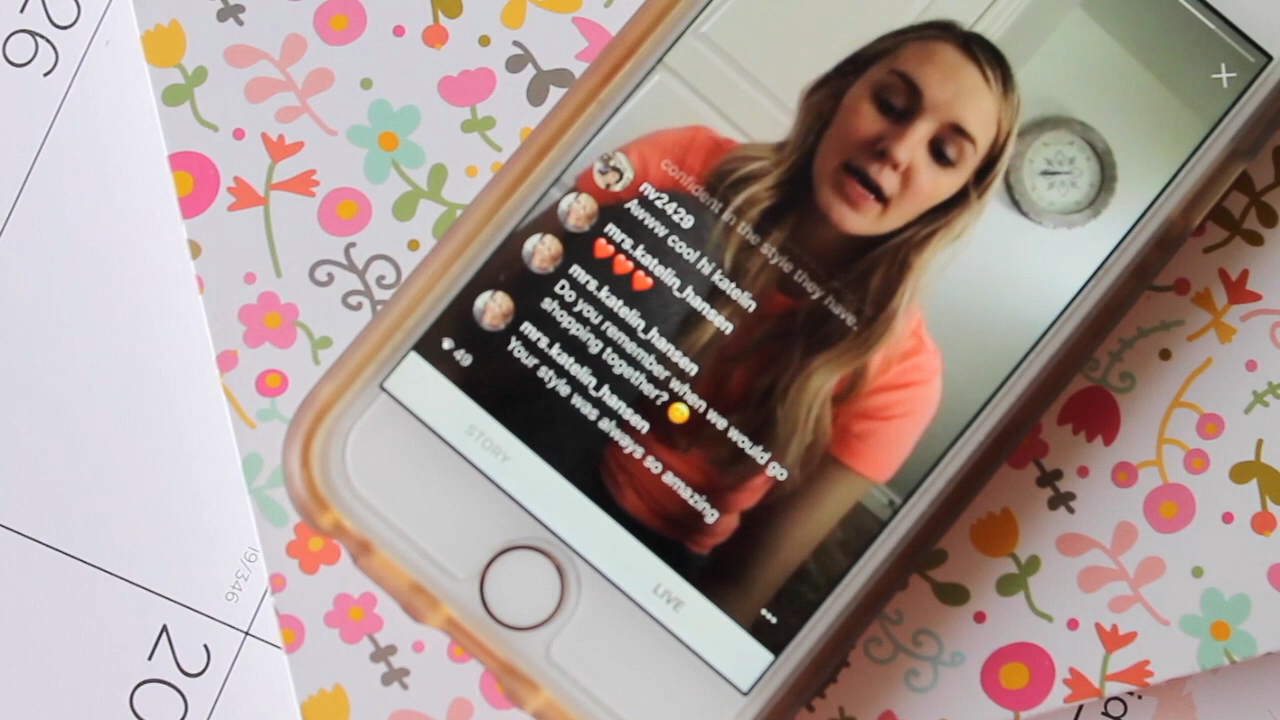 26
confident in the style they have.
nv2429
Awww cool hi katelin
mrs.katelin_hansen
❤️❤️❤️
mrs.katelin_hansen
Do you remember when we would go
shopping together? 😊
mrs.katelin_hansen
Your style was always so amazing
49
STORY
LIVE
19/346
20